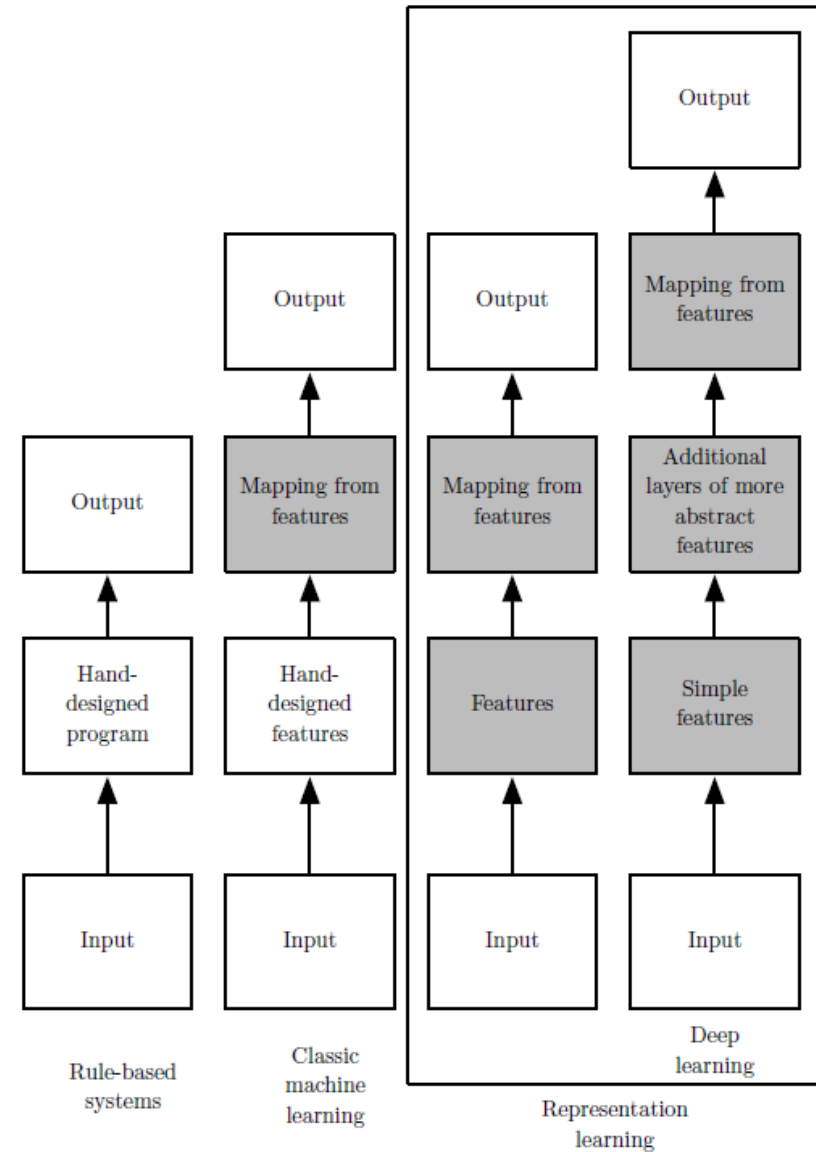 Output
Output
Output
Mapping from
features
Output
Mapping from
features
Mapping from
features
Additional
layers of more
abstract
features
Hand-
designed
program
Hand-
designed
features
Features
Simple
features
Input
Input
Input
Input
Rule-based
systems
Classic
machine
learning
Deep
learning
Representation
learning